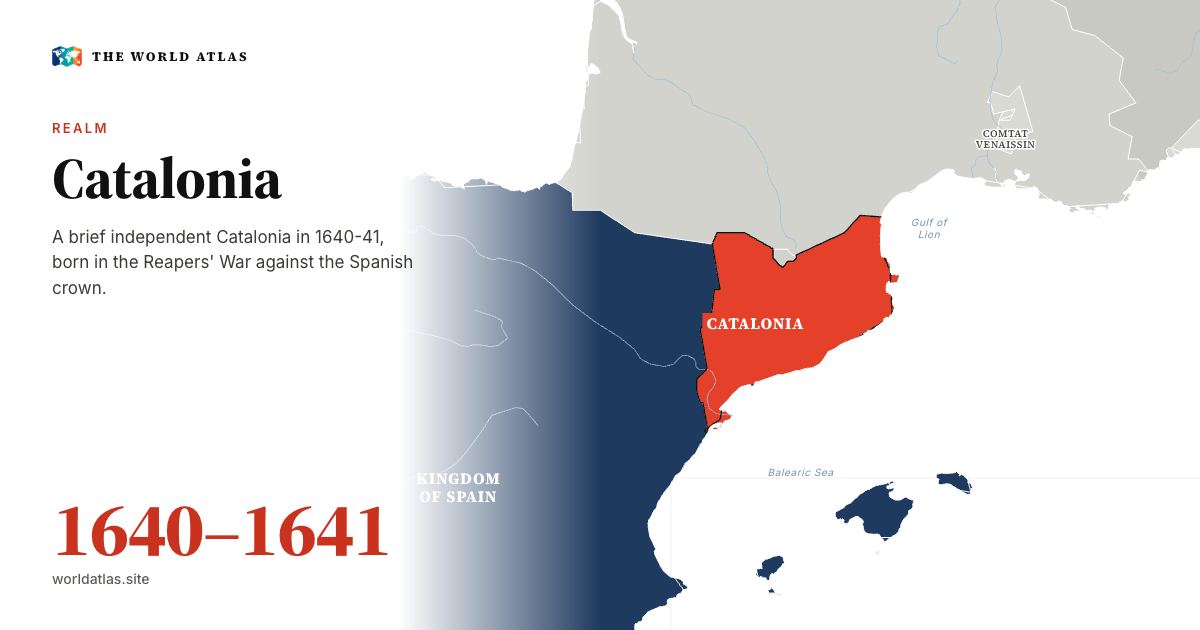 THE WORLD ATLAS
REALM
Catalonia
A brief independent Catalonia in 1640-41,
born in the Reapers' War against the Spanish
crown.
1640–1641
worldatlas.site
COMTAT
VENAISSIN
Gulf of
Lion
CATALONIA
KINGDOM
OF SPAIN
Balearic Sea